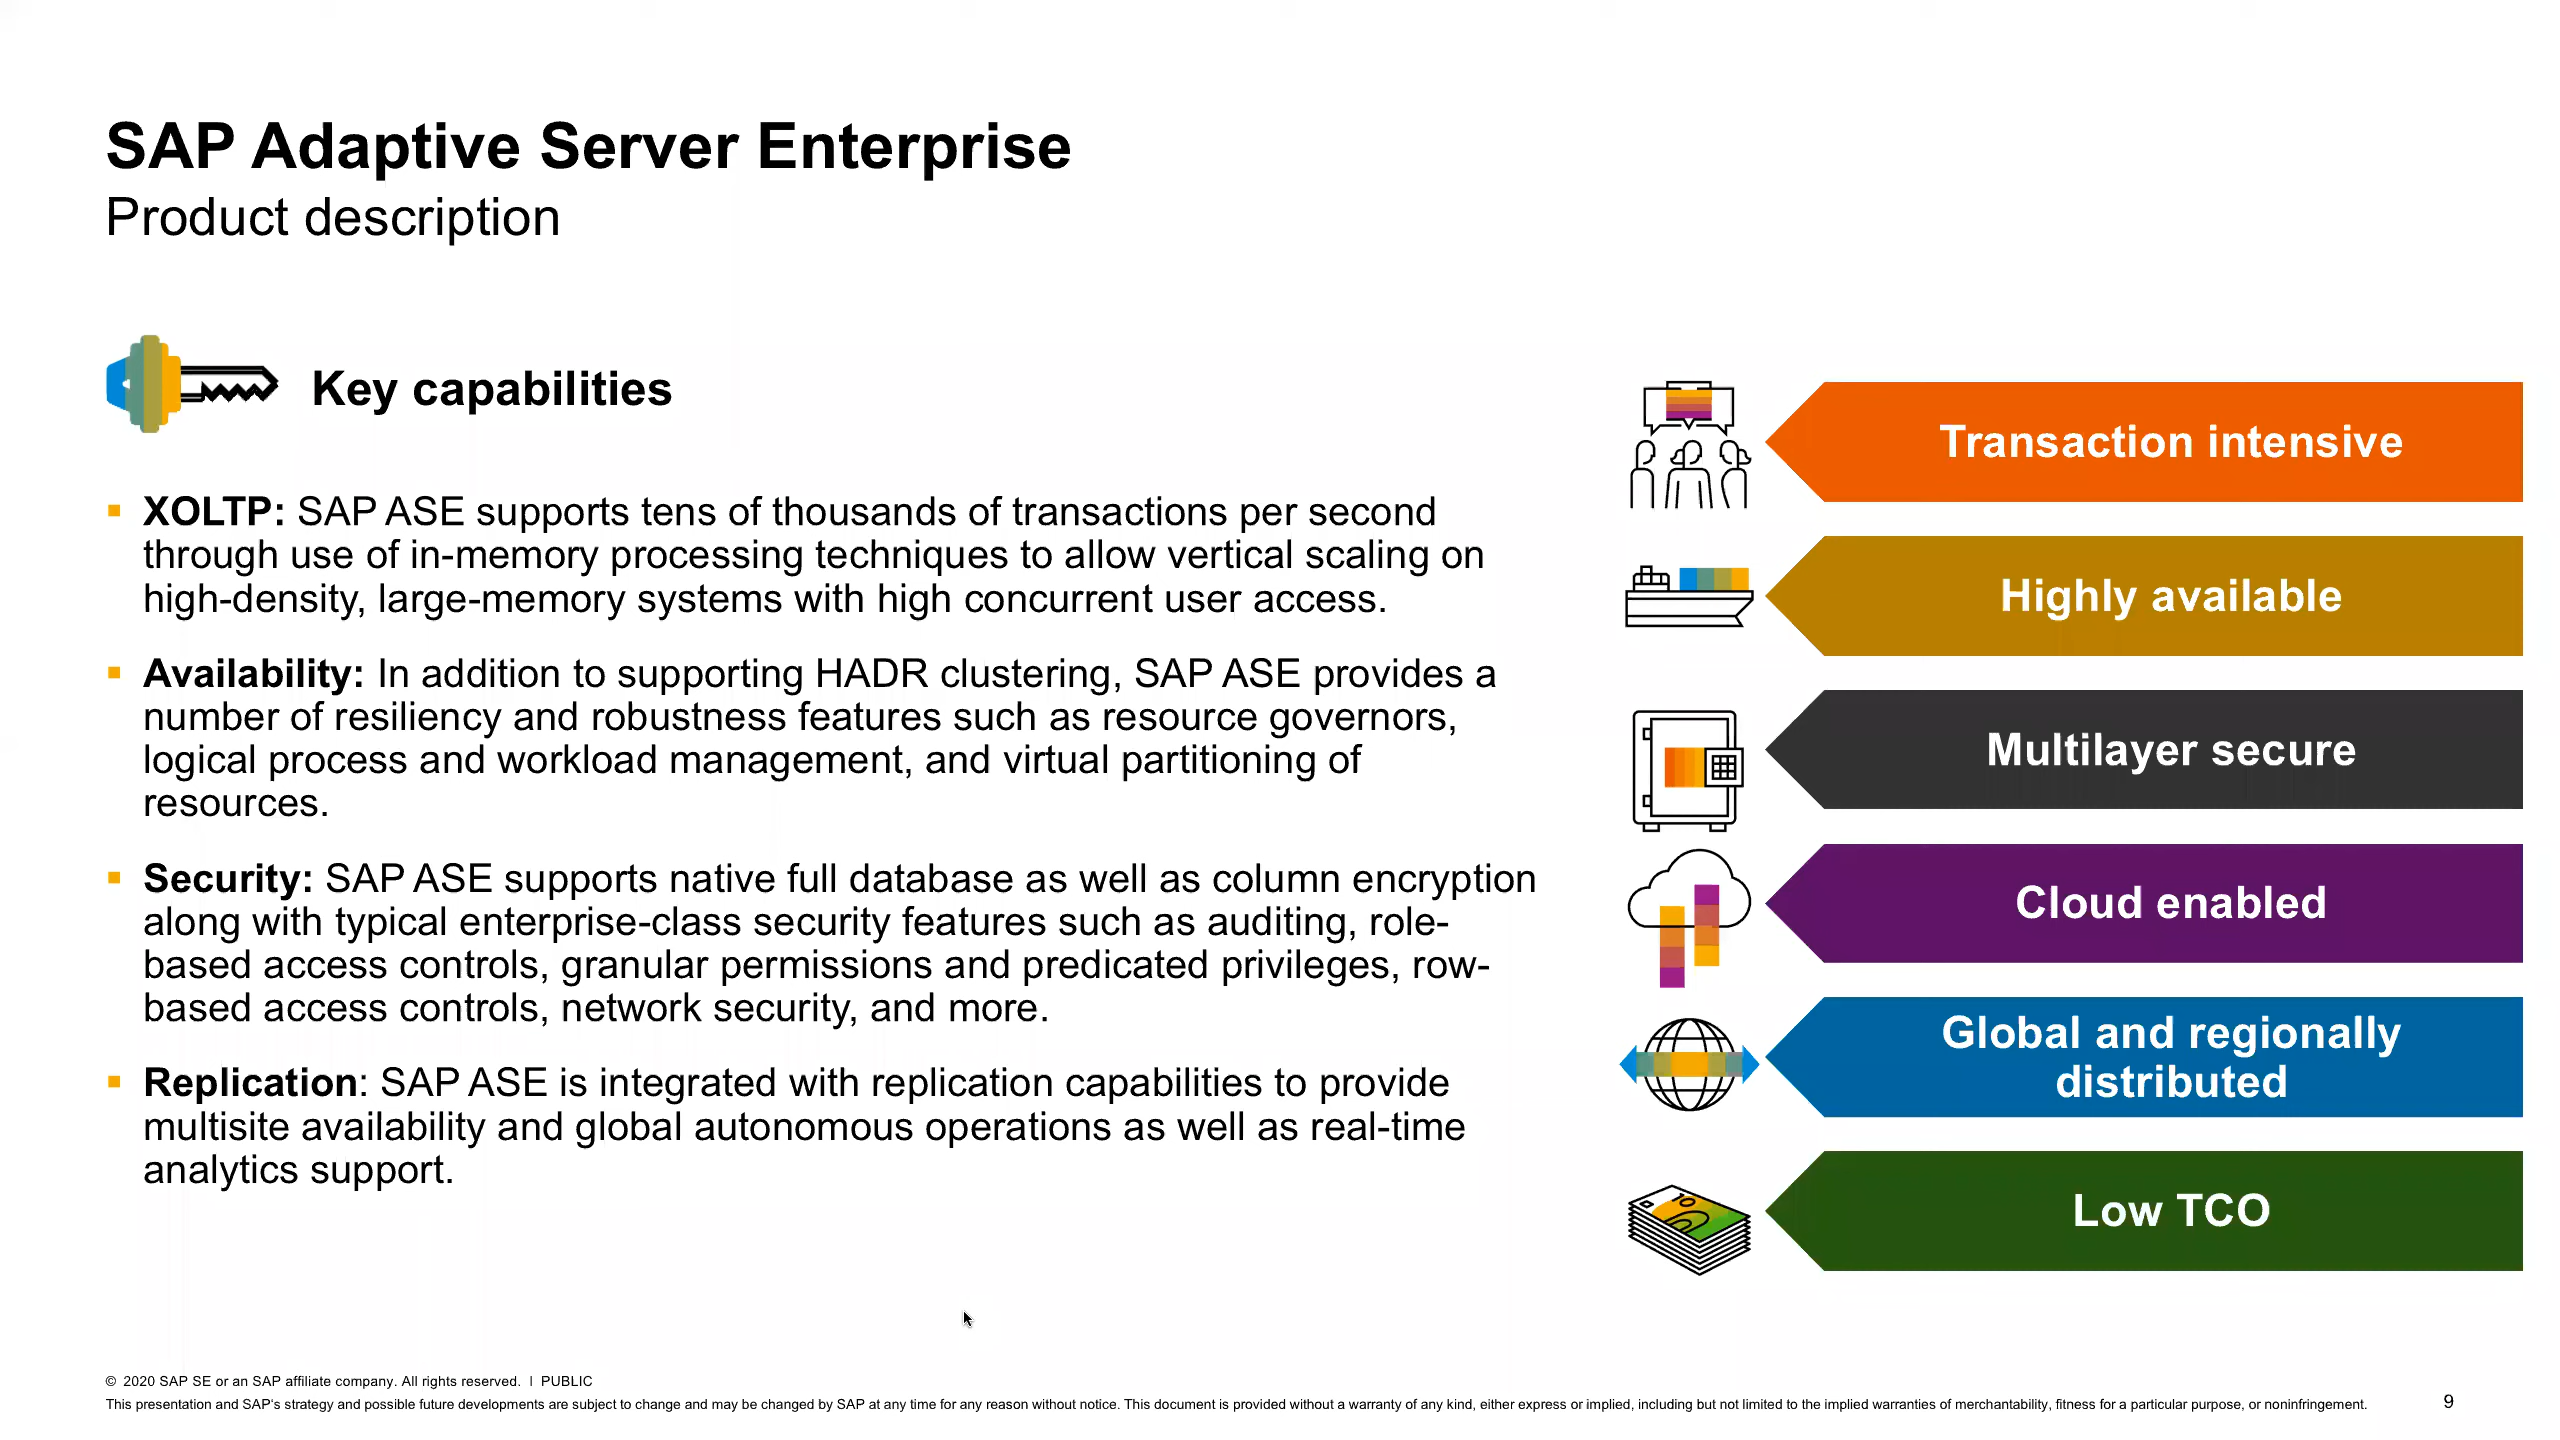 SAP Adaptive Server Enterprise
Product description
Key capabilities
XOLTP: SAP ASE supports tens of thousands of transactions per second
through use of in-memory processing techniques to allow vertical scaling on
high-density, large-memory systems with high concurrent user access.
Availability: In addition to supporting HADR clustering, SAP ASE provides a
number of resiliency and robustness features such as resource governors,
logical process and workload management, and virtual partitioning of
resources.
Security: SAP ASE supports native full database as well as column encryption
along with typical enterprise-class security features such as auditing, role-
based access controls, granular permissions and predicated privileges, row-
based access controls, network security, and more.
Replication: SAP ASE is integrated with replication capabilities to provide
multisite availability and global autonomous operations as well as real-time
analytics support.
Transaction intensive
Highly available
Multilayer secure
Cloud enabled
Global and regionally
distributed
10
Low TCO
© 2020 SAP SE or an SAP affiliate company. All rights reserved. ǀ PUBLIC
This presentation and SAP's strategy and possible future developments are subject to change and may be changed by SAP at any time for any reason without notice. This document is provided without a warranty of any kind, either express or implied, including but not limited to the implied warranties of merchantability, fitness for a particular purpose, or noninfringement.
9